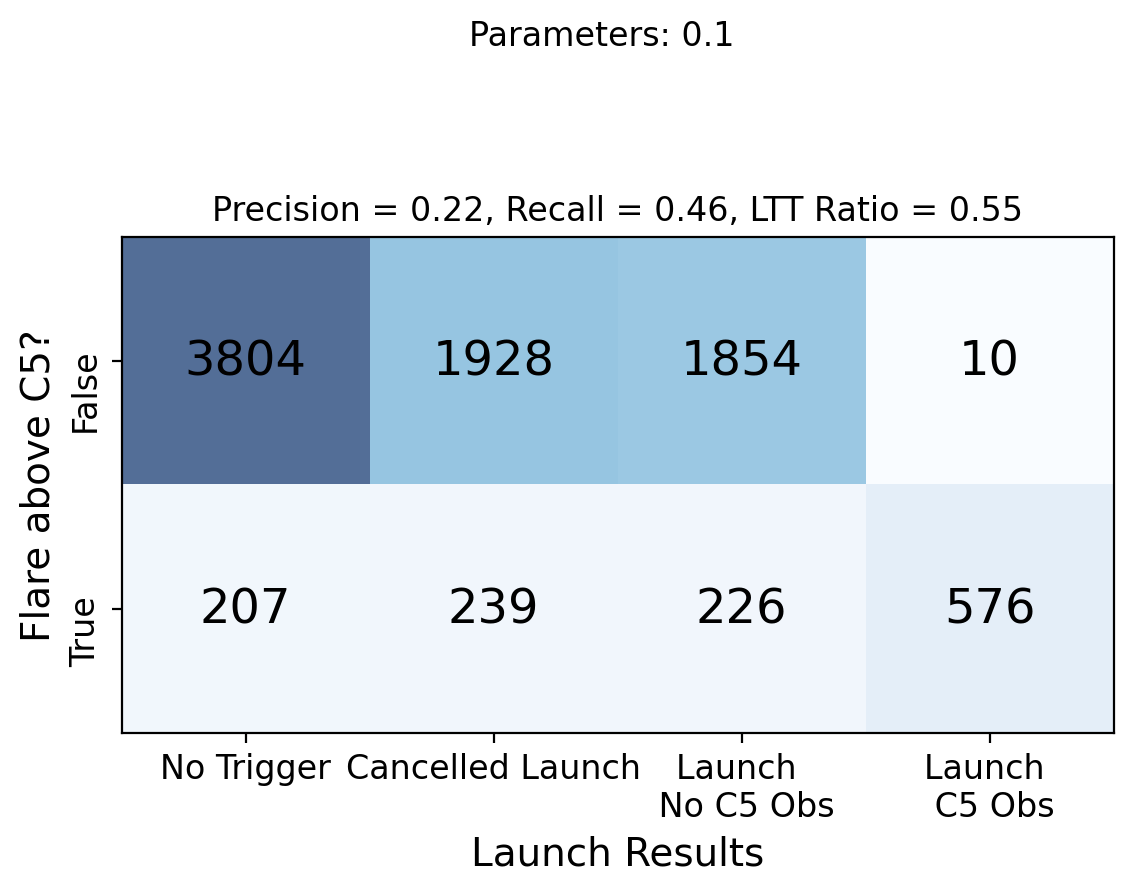 Parameters: 0.1
Precision = 0.22, Recall = 0.46, LTT Ratio = 0.55
Flare above C5?
False
3804 1928 1854 10
True
207 239 226 576
No Trigger Cancelled Launch Launch Launch
No C5 Obs C5 Obs
Launch Results